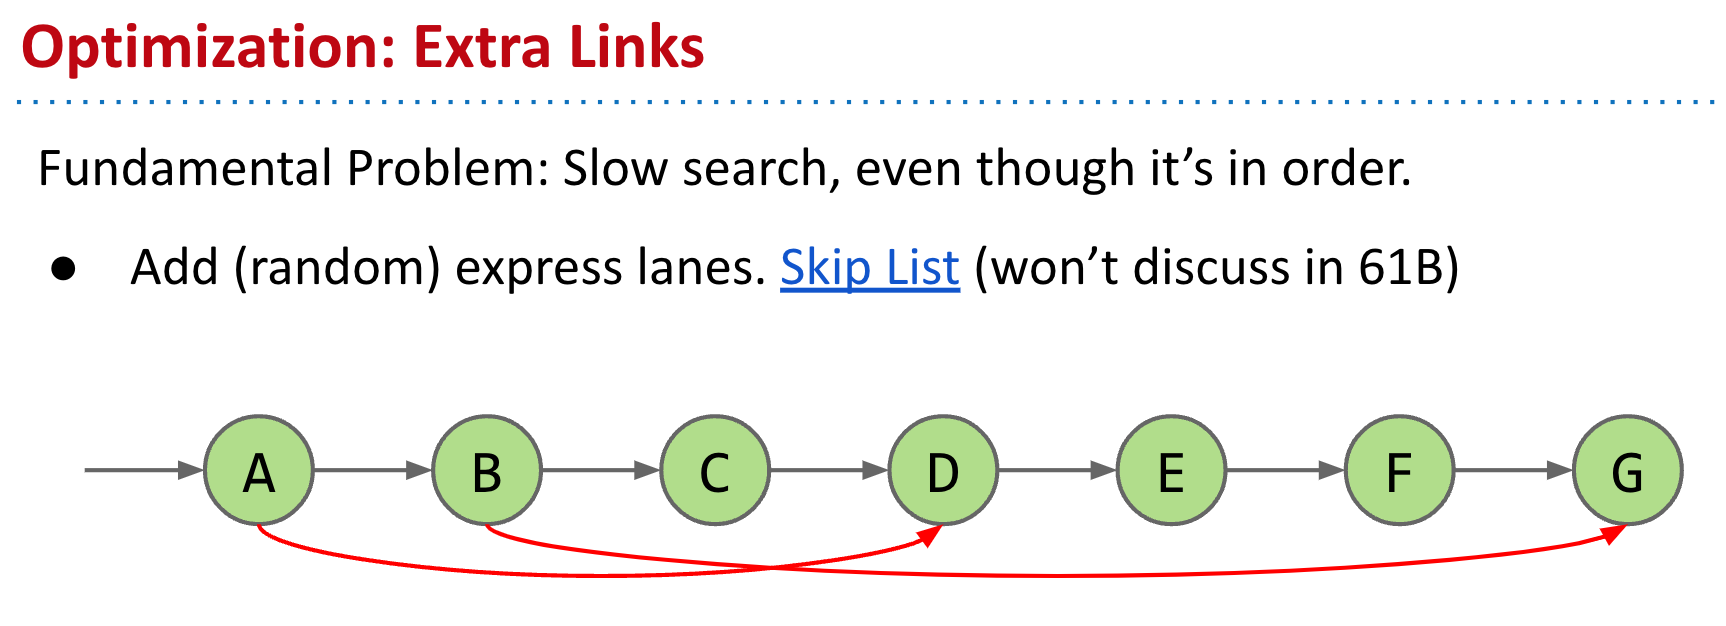 Optimization: Extra Links
Fundamental Problem: Slow search, even though it’s in order.
● Add (random) express lanes. Skip List (won’t discuss in 61B)
A B C D E F G